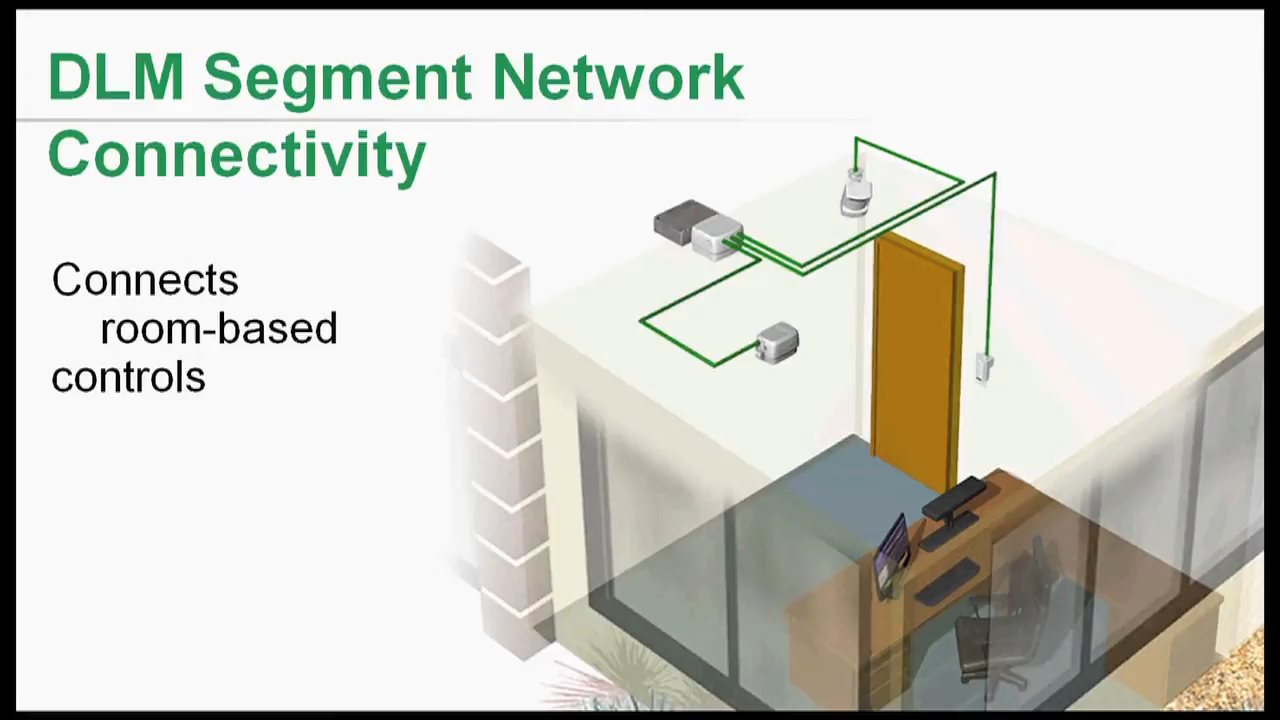 DLM Segment Network
Connectivity
Connects
room-based
controls